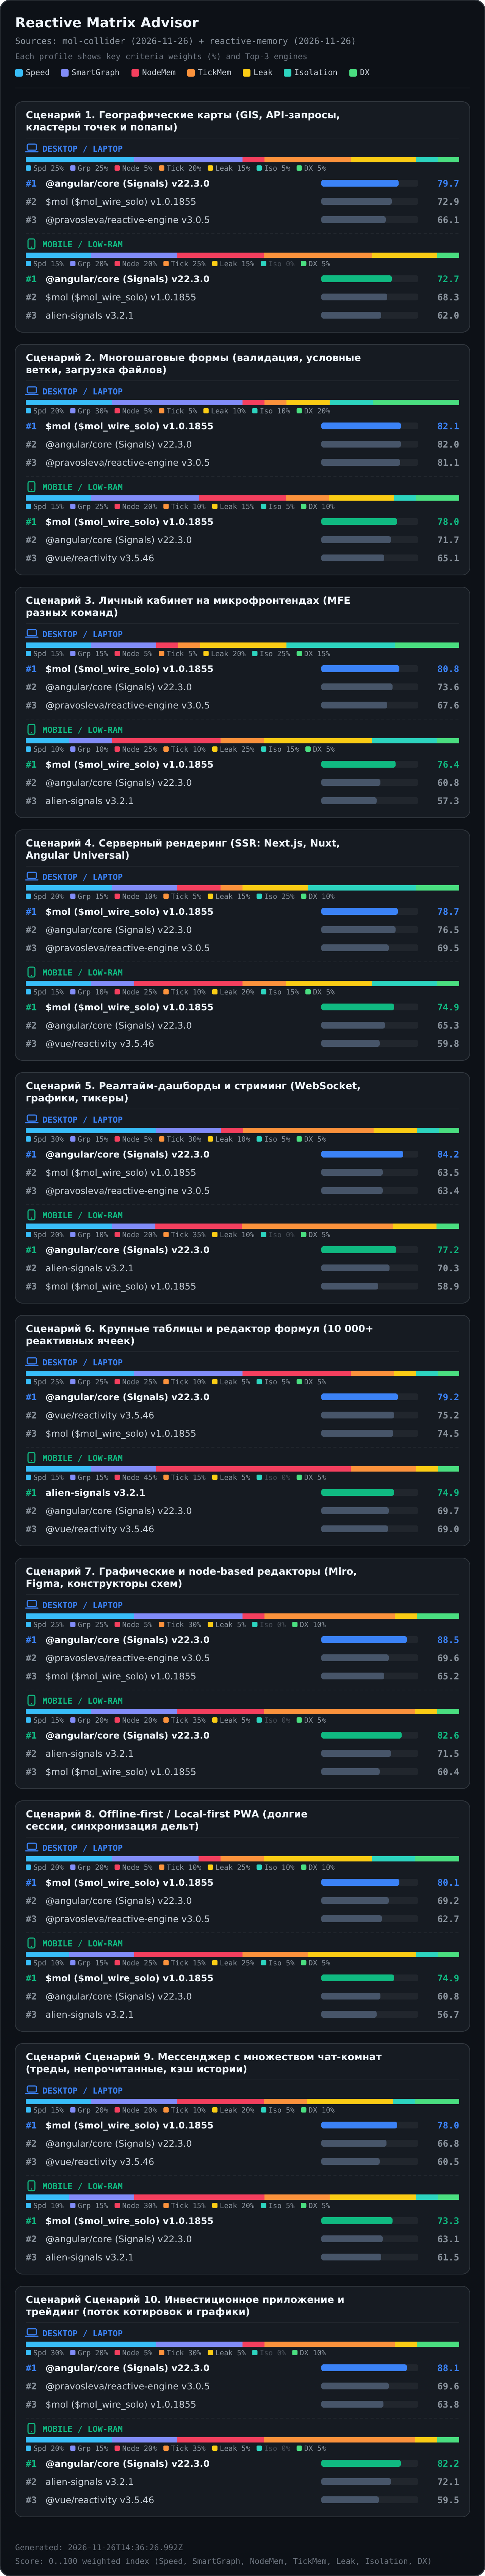 Reactive Matrix Advisor
Sources: mol-collider (2026-11-26) + reactive-memory (2026-11-26)
Each profile shows key criteria weights (%) and Top-3 engines
Speed SmartGraph NodeMem TickMem Leak Isolation DX
Сценарий 1. Географические карты (GIS, API-запросы,
кластеры точек и попапы)
DESKTOP / LAPTOP
Spd 25% Grp 25% Node 5% Tick 20% Leak 15% Iso 5% DX 5%
#1 @angular/core (Signals) v22.3.0 79.7
#2 $mol ($mol_wire_solo) v1.0.1855 72.9
#3 @pravosleva/reactive-engine v3.0.5 66.1
MOBILE / LOW-RAM
Spd 15% Grp 20% Node 20% Tick 25% Leak 15% Iso 0% DX 5%
#1 @angular/core (Signals) v22.3.0 72.7
#2 $mol ($mol_wire_solo) v1.0.1855 68.3
#3 alien-signals v3.2.1 62.0
Сценарий 2. Многошаговые формы (валидация, условные
ветки, загрузка файлов)
DESKTOP / LAPTOP
Spd 20% Grp 30% Node 5% Tick 5% Leak 10% Iso 10% DX 20%
#1 $mol ($mol_wire_solo) v1.0.1855 82.1
#2 @angular/core (Signals) v22.3.0 82.0
#3 @pravosleva/reactive-engine v3.0.5 81.1
MOBILE / LOW-RAM
Spd 15% Grp 25% Node 20% Tick 10% Leak 15% Iso 5% DX 10%
#1 $mol ($mol_wire_solo) v1.0.1855 78.0
#2 @angular/core (Signals) v22.3.0 71.7
#3 @vue/reactivity v3.5.46 65.1
Сценарий 3. Личный кабинет на микрофронтендах (MFE
разных команд)
DESKTOP / LAPTOP
Spd 15% Grp 15% Node 5% Tick 5% Leak 20% Iso 25% DX 15%
#1 $mol ($mol_wire_solo) v1.0.1855 80.8
#2 @angular/core (Signals) v22.3.0 73.6
#3 @pravosleva/reactive-engine v3.0.5 67.6
MOBILE / LOW-RAM
Spd 10% Grp 10% Node 25% Tick 10% Leak 25% Iso 15% DX 5%
#1 $mol ($mol_wire_solo) v1.0.1855 76.4
#2 @angular/core (Signals) v22.3.0 60.8
#3 alien-signals v3.2.1 57.3
Сценарий 4. Серверный рендеринг (SSR: Next.js, Nuxt,
Angular Universal)
DESKTOP / LAPTOP
Spd 20% Grp 15% Node 10% Tick 5% Leak 15% Iso 25% DX 10%
#1 $mol ($mol_wire_solo) v1.0.1855 78.7
#2 @angular/core (Signals) v22.3.0 76.5
#3 @pravosleva/reactive-engine v3.0.5 69.5
MOBILE / LOW-RAM
Spd 15% Grp 10% Node 25% Tick 10% Leak 20% Iso 15% DX 5%
#1 $mol ($mol_wire_solo) v1.0.1855 74.9
#2 @angular/core (Signals) v22.3.0 65.3
#3 @vue/reactivity v3.5.46 59.8
Сценарий 5. Реалтайм-дашборды и стриминг (WebSocket,
графики, тикеры)
DESKTOP / LAPTOP
Spd 30% Grp 15% Node 5% Tick 30% Leak 10% Iso 5% DX 5%
#1 @angular/core (Signals) v22.3.0 84.2
#2 $mol ($mol_wire_solo) v1.0.1855 63.5
#3 @pravosleva/reactive-engine v3.0.5 63.4
MOBILE / LOW-RAM
Spd 20% Grp 10% Node 20% Tick 35% Leak 10% Iso 0% DX 5%
#1 @angular/core (Signals) v22.3.0 77.2
#2 alien-signals v3.2.1 70.3
#3 $mol ($mol_wire_solo) v1.0.1855 58.9
Сценарий 6. Крупные таблицы и редактор формул (10 000+
реактивных ячеек)
DESKTOP / LAPTOP
Spd 25% Grp 25% Node 25% Tick 10% Leak 5% Iso 5% DX 5%
#1 @angular/core (Signals) v22.3.0 79.2
#2 @vue/reactivity v3.5.46 75.2
#3 $mol ($mol_wire_solo) v1.0.1855 74.5
MOBILE / LOW-RAM
Spd 15% Grp 15% Node 45% Tick 15% Leak 5% Iso 0% DX 5%
#1 alien-signals v3.2.1 74.9
#2 @angular/core (Signals) v22.3.0 69.7
#3 @vue/reactivity v3.5.46 69.0
Сценарий 7. Графические и node-based редакторы (Miro,
Figma, конструкторы схем)
DESKTOP / LAPTOP
Spd 25% Grp 25% Node 5% Tick 30% Leak 5% Iso 0% DX 10%
#1 @angular/core (Signals) v22.3.0 88.5
#2 @pravosleva/reactive-engine v3.0.5 69.6
#3 $mol ($mol_wire_solo) v1.0.1855 65.2
MOBILE / LOW-RAM
Spd 15% Grp 20% Node 20% Tick 35% Leak 5% Iso 0% DX 5%
#1 @angular/core (Signals) v22.3.0 82.6
#2 alien-signals v3.2.1 71.5
#3 $mol ($mol_wire_solo) v1.0.1855 60.4
Сценарий 8. Offline-first / Local-first PWA (долгие
сессии, синхронизация дельт)
DESKTOP / LAPTOP
Spd 20% Grp 20% Node 5% Tick 10% Leak 25% Iso 10% DX 10%
#1 $mol ($mol_wire_solo) v1.0.1855 80.1
#2 @angular/core (Signals) v22.3.0 69.2
#3 @pravosleva/reactive-engine v3.0.5 62.7
MOBILE / LOW-RAM
Spd 10% Grp 15% Node 25% Tick 15% Leak 25% Iso 5% DX 5%
#1 $mol ($mol_wire_solo) v1.0.1855 74.9
#2 @angular/core (Signals) v22.3.0 60.8
#3 alien-signals v3.2.1 56.7
Сценарий Сценарий 9. Мессенджер с множеством чат-комнат
(треды, непрочитанные, кэш истории)
DESKTOP / LAPTOP
Spd 15% Grp 20% Node 20% Tick 10% Leak 20% Iso 5% DX 10%
#1 $mol ($mol_wire_solo) v1.0.1855 78.0
#2 @angular/core (Signals) v22.3.0 66.8
#3 @vue/reactivity v3.5.46 60.5
MOBILE / LOW-RAM
Spd 10% Grp 15% Node 30% Tick 15% Leak 20% Iso 5% DX 5%
#1 $mol ($mol_wire_solo) v1.0.1855 73.3
#2 @angular/core (Signals) v22.3.0 63.1
#3 alien-signals v3.2.1 61.5
Сценарий Сценарий 10. Инвестиционное приложение и
трейдинг (поток котировок и графики)
DESKTOP / LAPTOP
Spd 30% Grp 20% Node 5% Tick 30% Leak 5% Iso 0% DX 10%
#1 @angular/core (Signals) v22.3.0 88.1
#2 @pravosleva/reactive-engine v3.0.5 69.6
#3 $mol ($mol_wire_solo) v1.0.1855 63.8
MOBILE / LOW-RAM
Spd 20% Grp 15% Node 20% Tick 35% Leak 5% Iso 0% DX 5%
#1 @angular/core (Signals) v22.3.0 82.2
#2 alien-signals v3.2.1 72.1
#3 @vue/reactivity v3.5.46 59.5
Generated: 2026-11-26T14:36:26.992Z
Score: 0..100 weighted index (Speed, SmartGraph, NodeMem, TickMem, Leak, Isolation, DX)